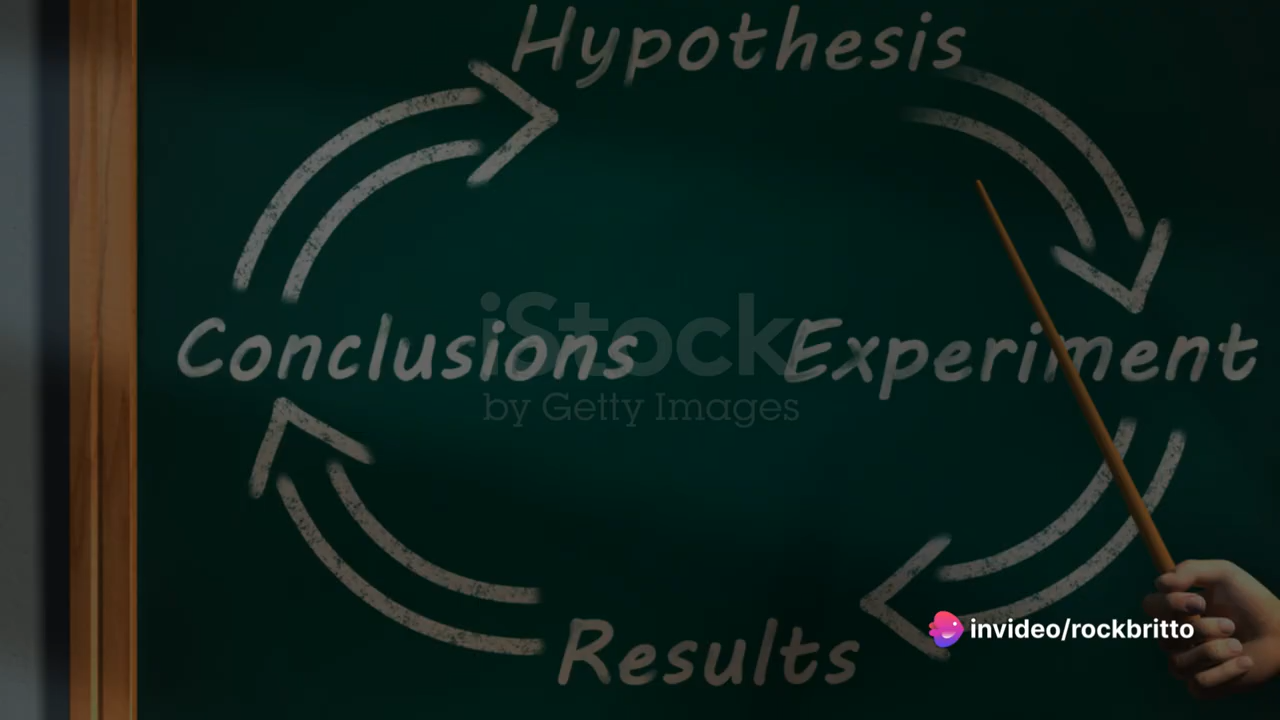 Hypothesis
Conclusions
Experiment
iStock
by Getty Images
Results
invideo/rockbritto